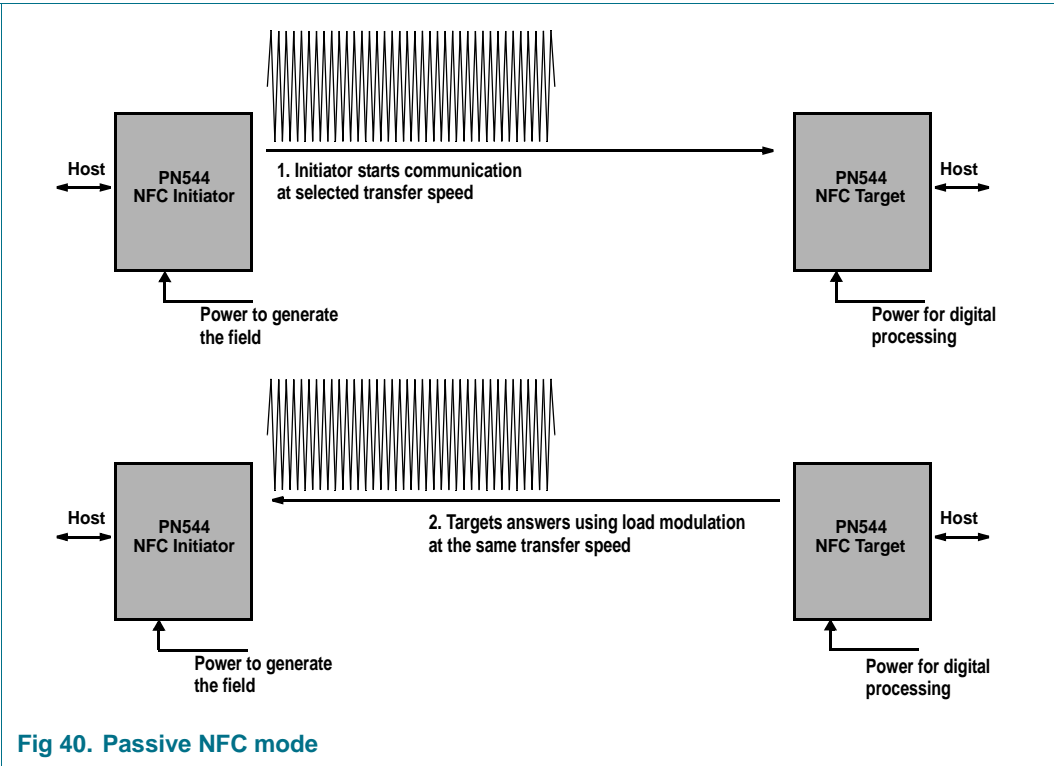 Host
PN544
NFC Initiator
1. Initiator starts communication
at selected transfer speed
PN544
NFC Target
Host
Power to generate
the field
Power for digital
processing
Host
PN544
NFC Initiator
2. Targets answers using load modulation
at the same transfer speed
PN544
NFC Target
Host
Power to generate
the field
Power for digital
processing
Fig 40. Passive NFC mode